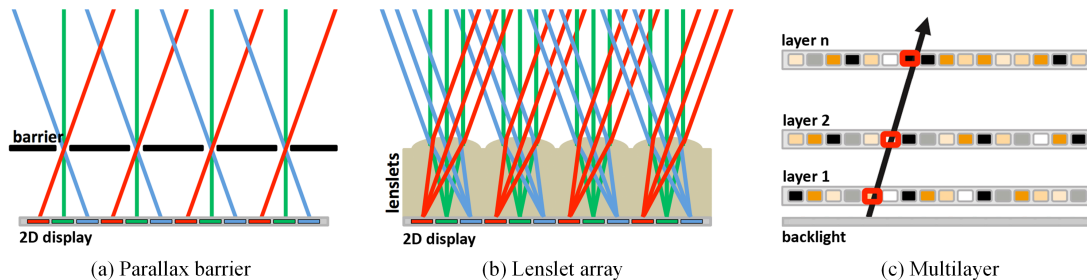 barrier
2D display
(a) Parallax barrier
lenslets
2D display
(b) Lenslet array
layer n
layer 2
layer 1
backlight
(c) Multilayer